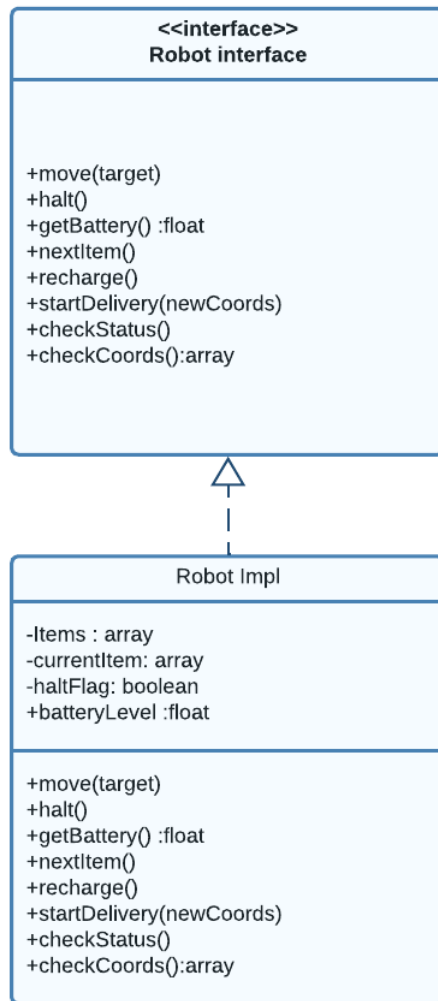 <<interface>>
Robot interface
+move(target)
+halt()
+getBattery() :float
+nextItem()
+recharge()
+startDelivery(newCoords)
+checkStatus()
+checkCoords():array
Robot Impl
-Items : array
-currentItem: array
-haltFlag: boolean
+batteryLevel :float
+move(target)
+halt()
+getBattery() :float
+nextItem()
+recharge()
+startDelivery(newCoords)
+checkStatus()
+checkCoords():array